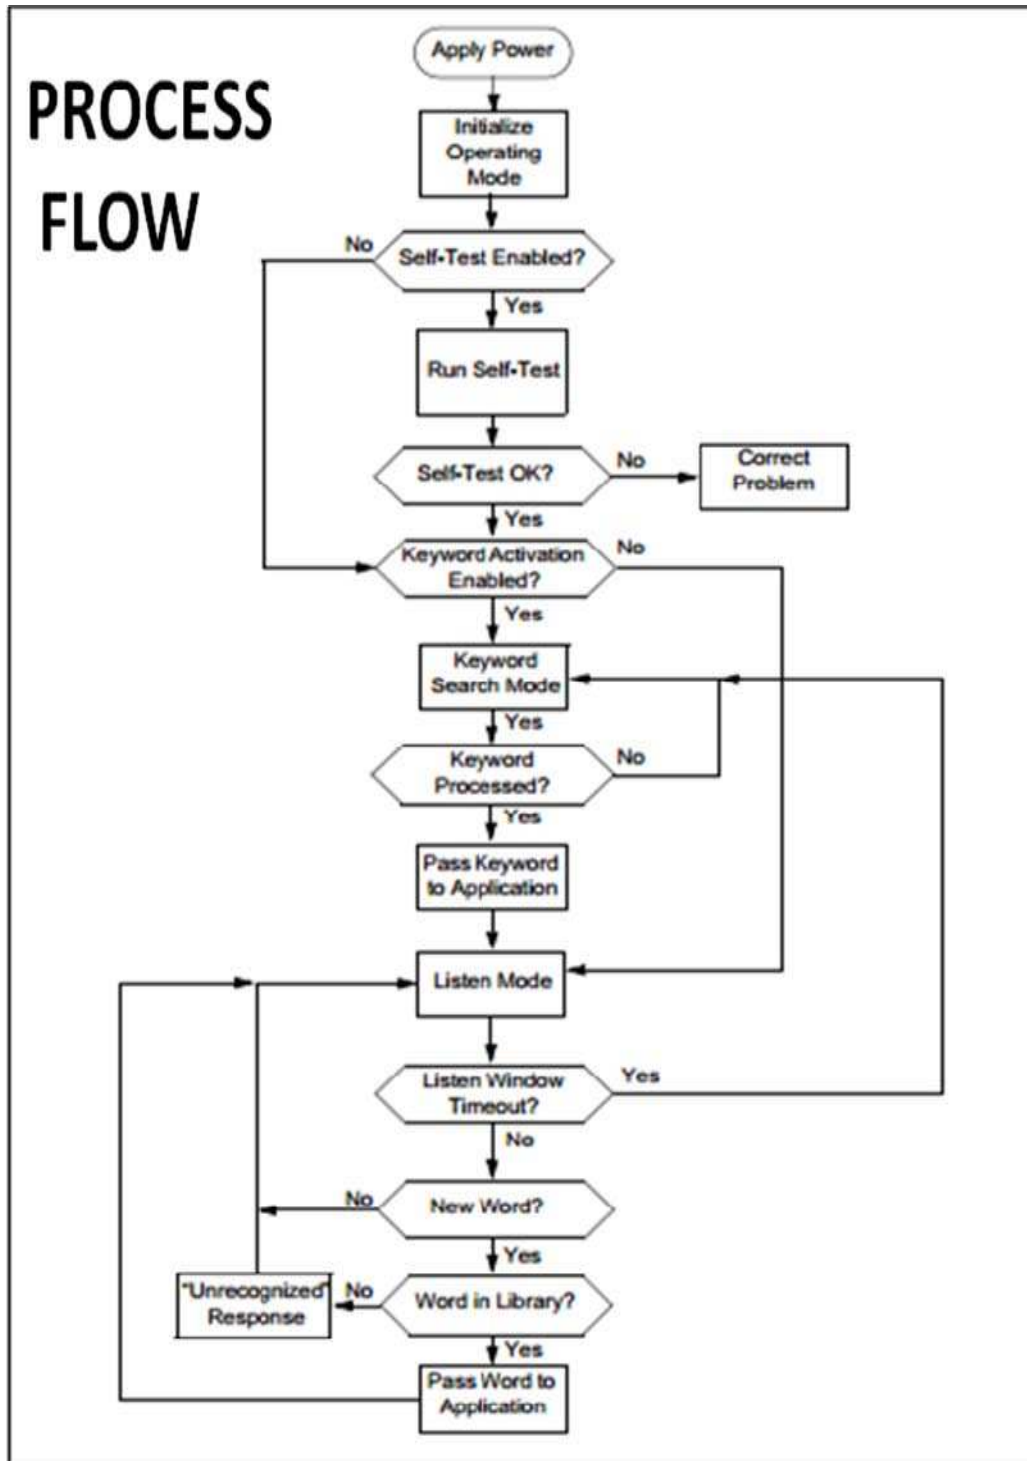 PROCESS
FLOW
Apply Power
Initialize
Operating
Mode
No
Self-Test Enabled?
Yes
Run Self-Test
Self-Test OK?
No
Correct
Problem
Yes
Keyword Activation
Enabled?
No
Yes
Keyword
Search Mode
Yes
Keyword
Processed?
No
Yes
Pass Keyword
to Application
Listen Mode
Listen Window
Timeout?
Yes
No
No
New Word?
Yes
"Unrecognized"
Response
No
Word in Library?
Yes
Pass Word to
Application